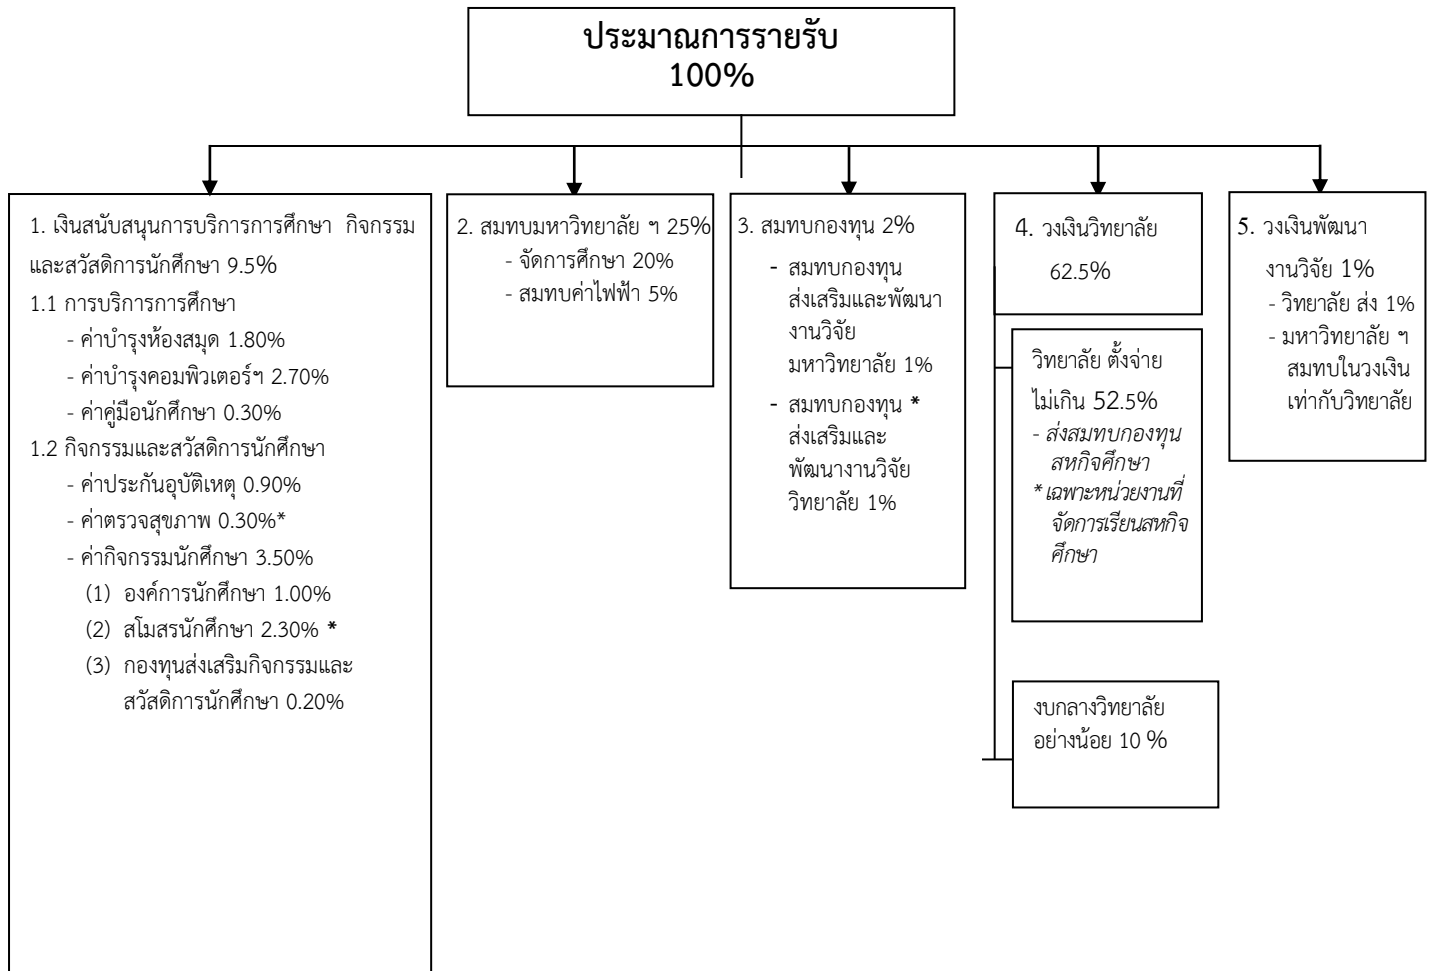 ประมาณการรายรับ
100%
1. เงินสนับสนุนการบริการการศึกษา กิจกรรม
และสวัสดิการนักศึกษา 9.5%
1.1 การบริการการศึกษา
- ค่าบำรุงห้องสมุด 1.80%
- ค่าบำรุงคอมพิวเตอร์ฯ 2.70%
- ค่าคู่มือนักศึกษา 0.30%
1.2 กิจกรรมและสวัสดิการนักศึกษา
- ค่าประกันอุบัติเหตุ 0.90%
- ค่าตรวจสุขภาพ 0.30%*
- ค่ากิจกรรมนักศึกษา 3.50%
(1) องค์การนักศึกษา 1.00%
(2) สโมสรนักศึกษา 2.30% *
(3) กองทุนส่งเสริมกิจกรรมและ
สวัสดิการนักศึกษา 0.20%
2. สมทบมหาวิทยาลัย ฯ 25%
- จัดการศึกษา 20%
- สมทบค่าไฟฟ้า 5%
3. สมทบกองทุน 2%
- สมทบกองทุน
ส่งเสริมและพัฒนา
งานวิจัย
มหาวิทยาลัย 1%
- สมทบกองทุน *
ส่งเสริมและ
พัฒนางานวิจัย
วิทยาลัย 1%
4. วงเงินวิทยาลัย
62.5%
วิทยาลัย ตั้งจ่าย
ไม่เกิน 52.5%
- ส่งสมทบกองทุน
สหกิจศึกษา
*เฉพาะหน่วยงานที่
จัดการเรียนสหกิจ
ศึกษา
งบกลางวิทยาลัย
อย่างน้อย 10 %
5. วงเงินพัฒนา
งานวิจัย 1%
- วิทยาลัย ส่ง 1%
- มหาวิทยาลัย ฯ
สมทบในวงเงิน
เท่ากับวิทยาลัย